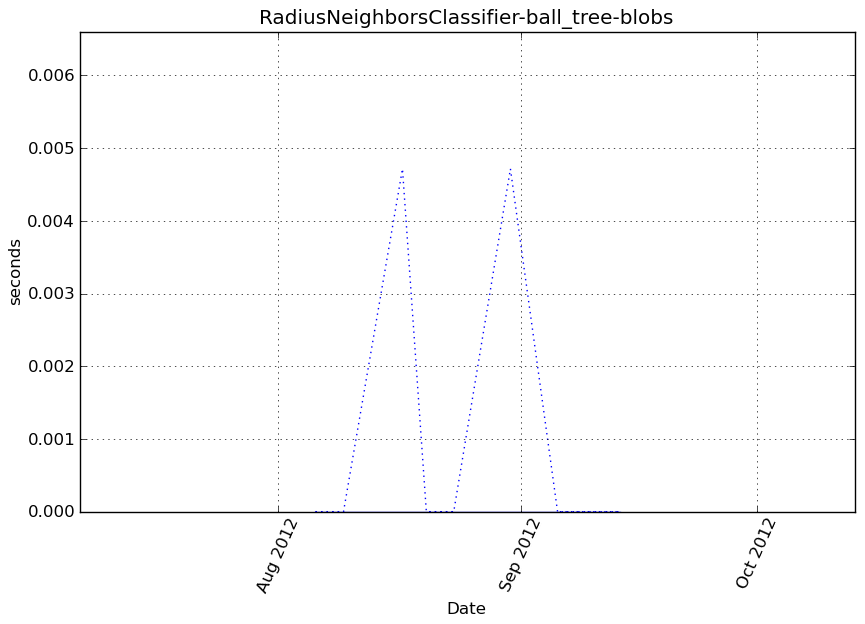 RadiusNeighborsClassifier-ball_tree-blobs
0.006
0.005
0.004
0.003
0.002
0.001
0.000
seconds
Aug 2012
Sep 2012
Oct 2012
Date